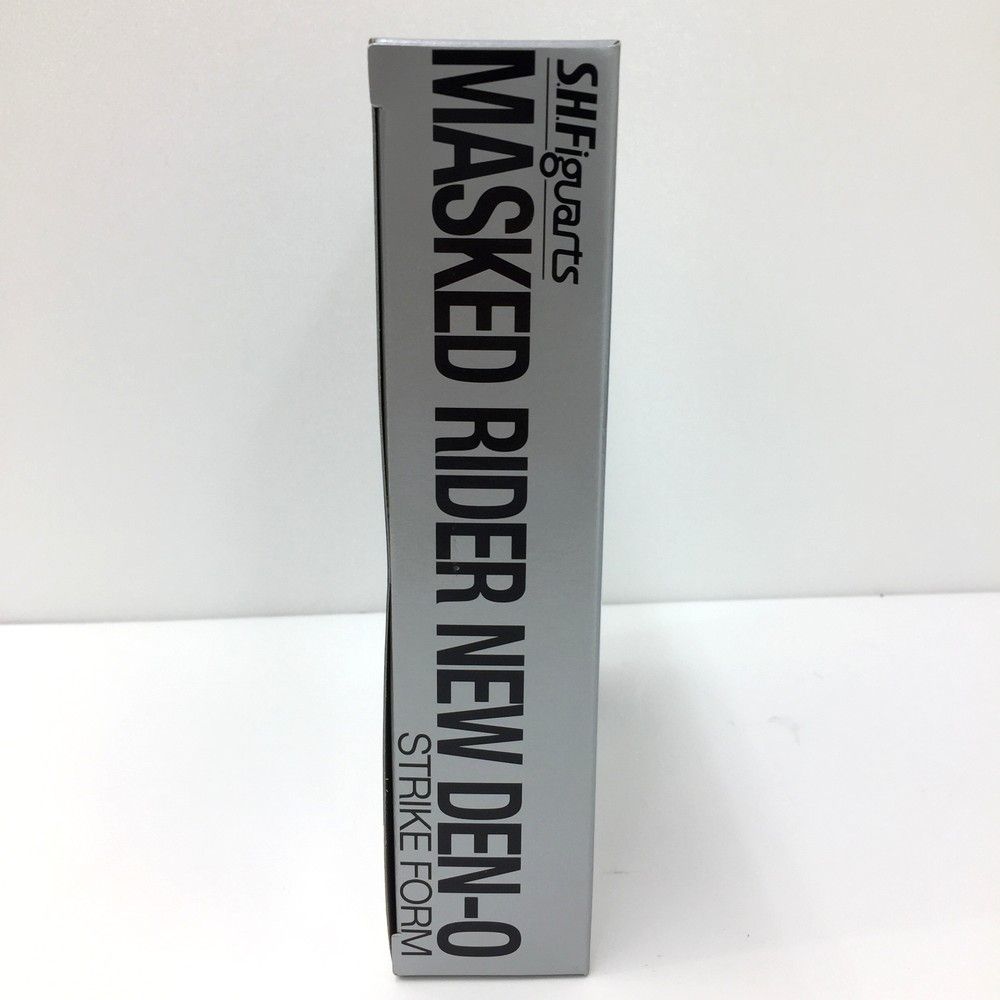 S.H.Figuarts
MASKED RIDER NEW DEN-O
STRIKE FORM